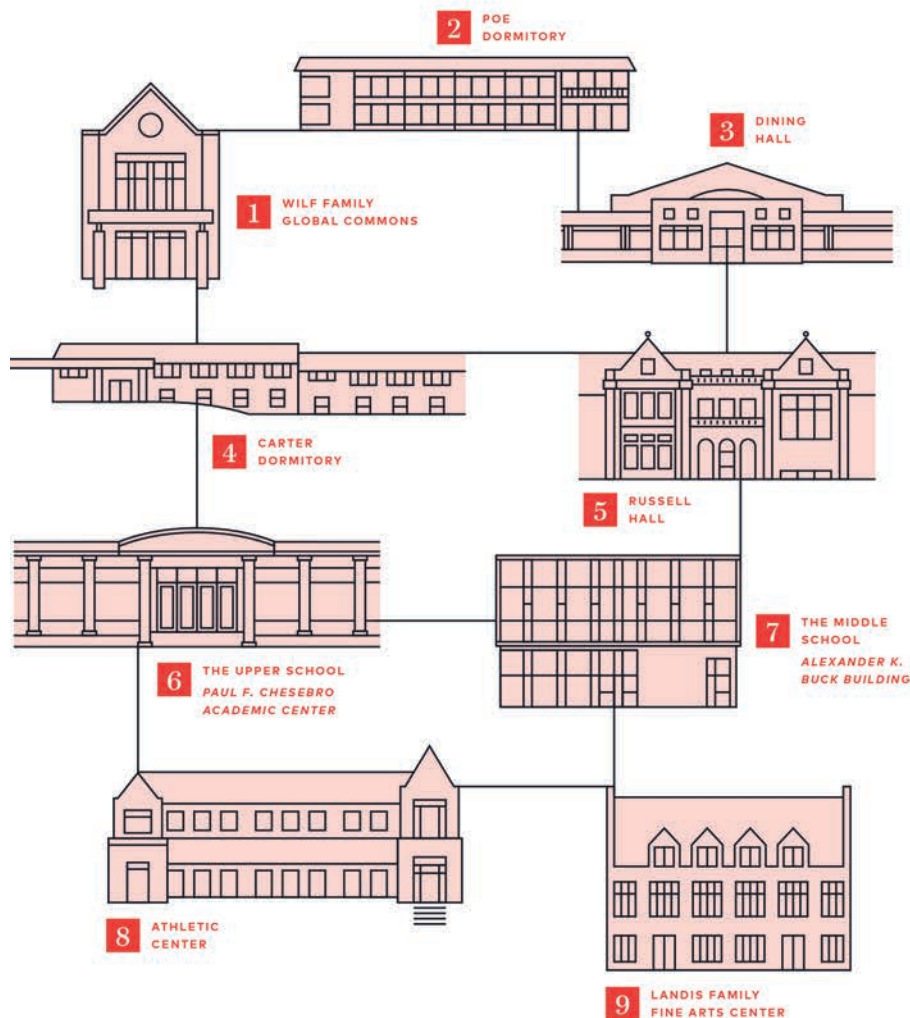 2
POE
DORMITORY
3
DINING
HALL
1
WILF FAMILY
GLOBAL COMMONS
4
CARTER
DORMITORY
5
RUSSELL
HALL
6
THE UPPER SCHOOL
PAUL F. CHESEBRO
ACADEMIC CENTER
7
THE MIDDLE
SCHOOL
ALEXANDER K.
BUCK BUILDING
8
ATHLETIC
CENTER
9
LANDIS FAMILY
FINE ARTS CENTER